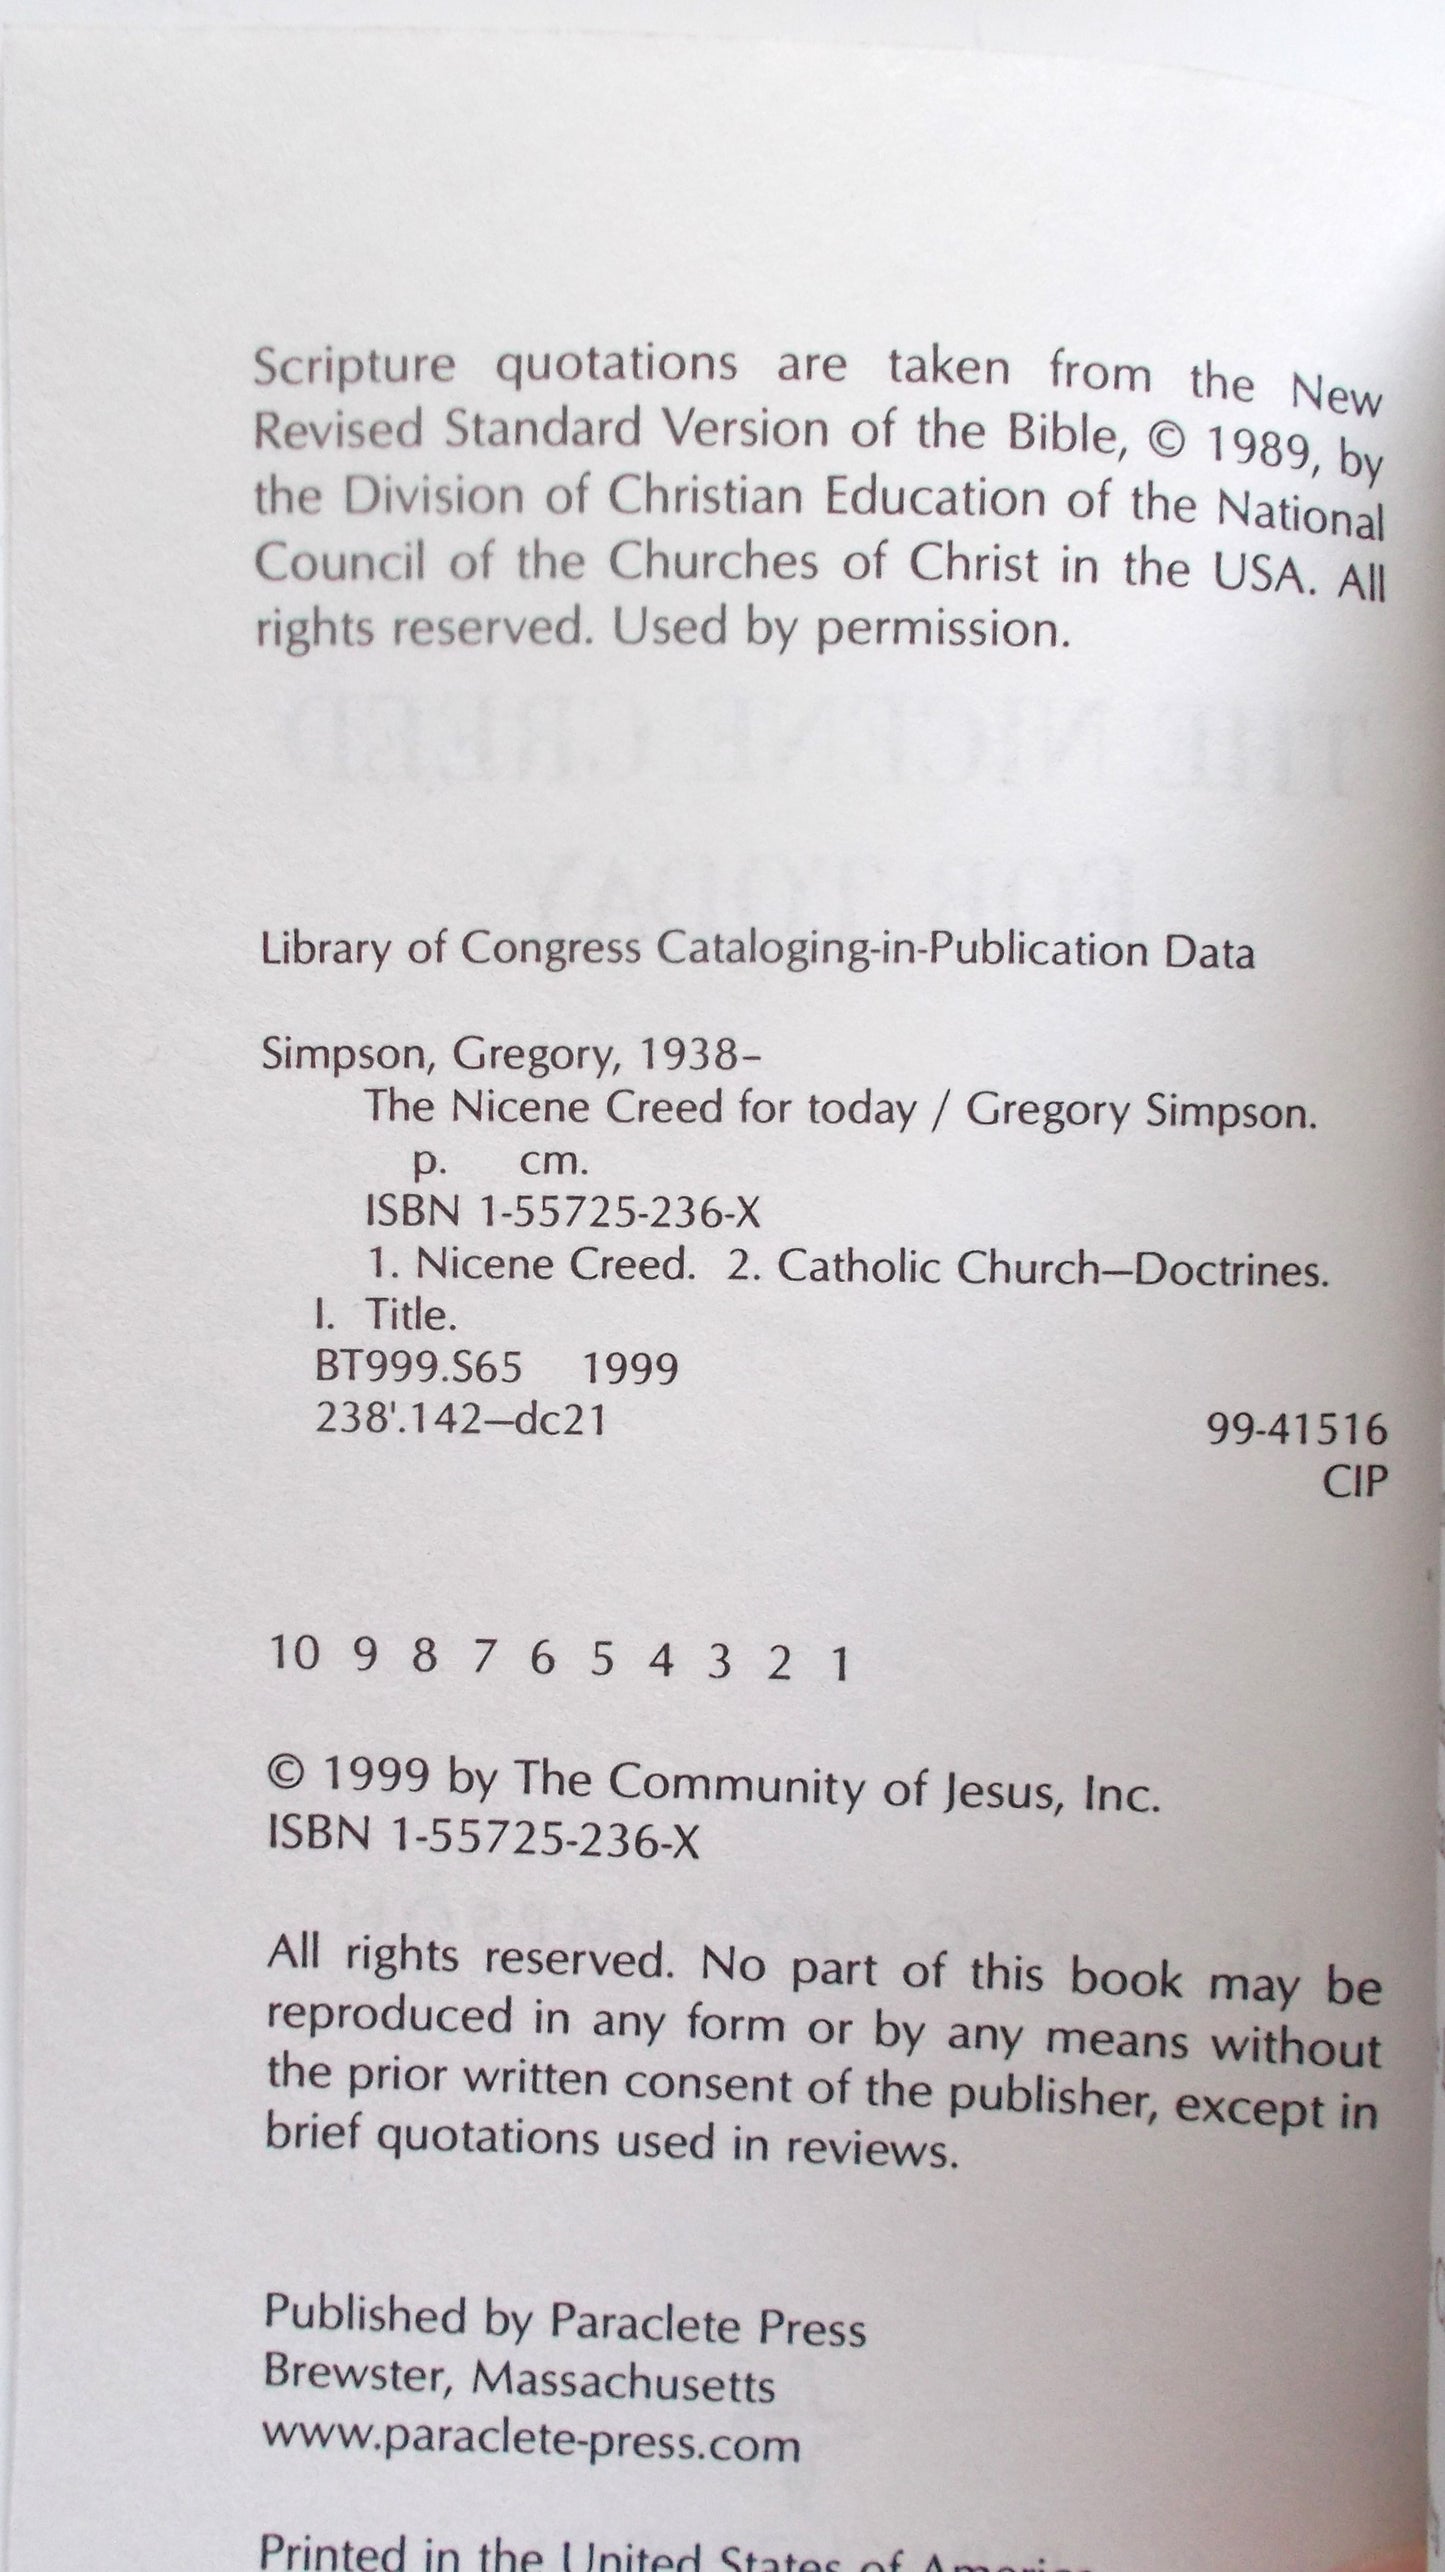 Scripture quotations are taken from the New
Revised Standard Version of the Bible, © 1989, by
the Division of Christian Education of the National
Council of the Churches of Christ in the USA. All
rights reserved. Used by permission.
Library of Congress Cataloging-in-Publication Data
Simpson, Gregory, 1938–
The Nicene Creed for today / Gregory Simpson.
p. cm.
ISBN 1-55725-236-X
1. Nicene Creed. 2. Catholic Church—Doctrines.
I. Title.
BT999.S65 1999
238'.142—dc21 99-41516
CIP
10 9 8 7 6 5 4 3 2 1
© 1999 by The Community of Jesus, Inc.
ISBN 1-55725-236-X
All rights reserved. No part of this book may be
reproduced in any form or by any means without
the prior written consent of the publisher, except in
brief quotations used in reviews.
Published by Paraclete Press
Brewster, Massachusetts
www.paraclete-press.com
Printed in the United States of America